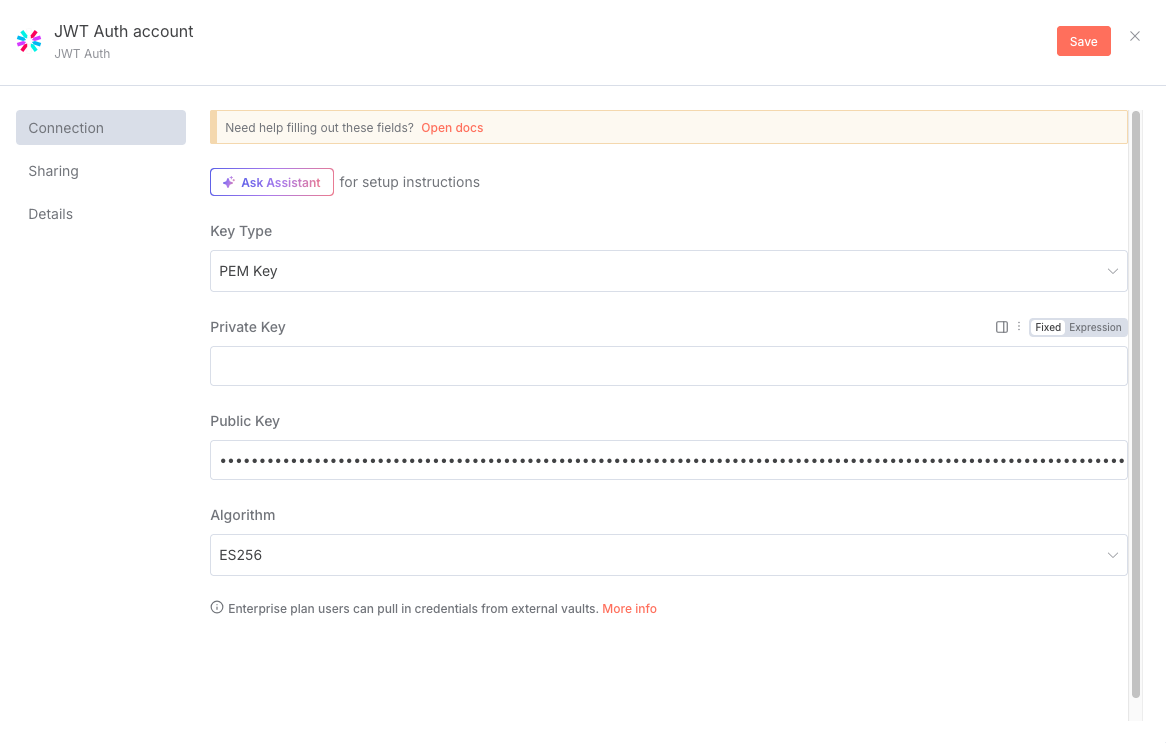 JWT Auth account
JWT Auth
Save
Connection
Sharing
Details
Need help filling out these fields? Open docs
Ask Assistant for setup instructions
Key Type
PEM Key
Private Key
Fixed Expression
Public Key
Algorithm
ES256
Enterprise plan users can pull in credentials from external vaults. More info